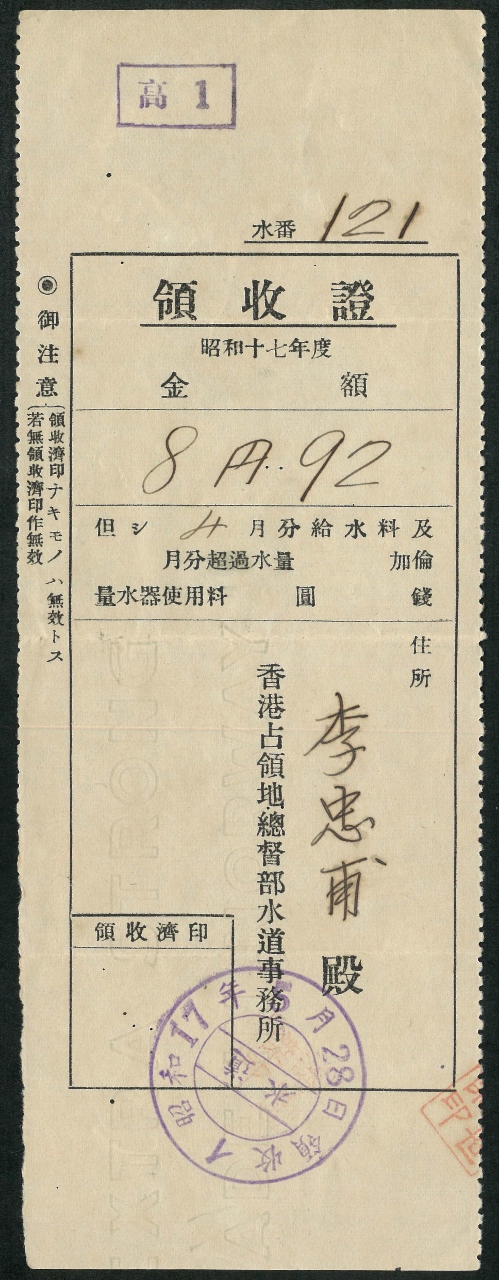 高 1
水番 121
領收證
昭和十七年度
金額
8円.92
但シ 4月分給水料及
月分超過水量 加倫
量水器使用料 圓 錢
住所
李忠甫殿
香港占領地總督部水道事務所
領收濟印
昭和17年5月28日
領收
水道
◉御注意
領收濟印ナキモノハ無效トス
若無領收濟印作無效